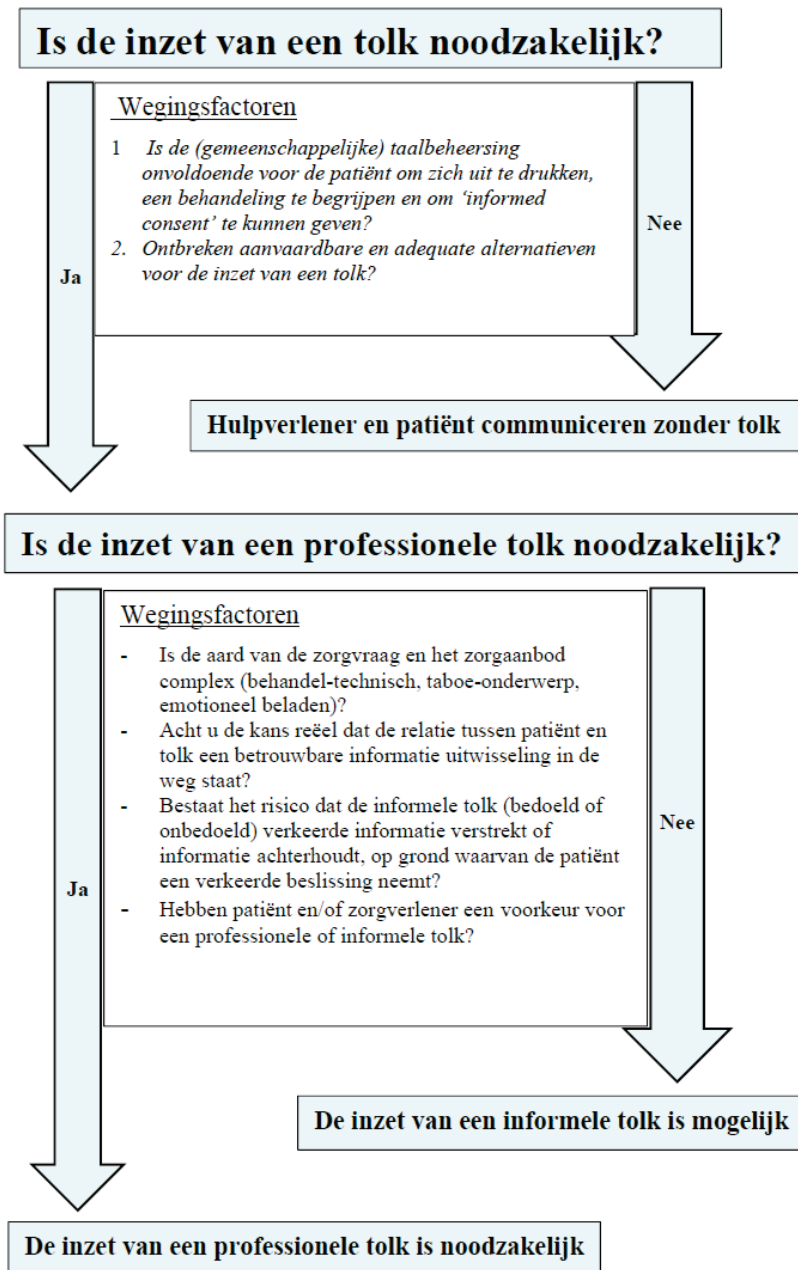 Is de inzet van een tolk noodzakelijk?
Wegingsfactoren
1 Is de (gemeenschappelijke) taalbeheersing
onvoldoende voor de patiënt om zich uit te drukken,
een behandeling te begrijpen en om ‘informed
consent’ te kunnen geven?
2. Ontbreken aanvaardbare en adequate alternatieven
voor de inzet van een tolk?
Ja
Nee
Hulpverlener en patiënt communiceren zonder tolk
Is de inzet van een professionele tolk noodzakelijk?
Wegingsfactoren
- Is de aard van de zorgvraag en het zorgaanbod
complex (behandel-technisch, taboe-onderwerp,
emotioneel beladen)?
- Acht u de kans reëel dat de relatie tussen patiënt en
tolk een betrouwbare informatie uitwisseling in de
weg staat?
- Bestaat het risico dat de informele tolk (bedoeld of
onbedoeld) verkeerde informatie verstrekt of
informatie achterhoudt, op grond waarvan de patiënt
een verkeerde beslissing neemt?
- Hebben patiënt en/of zorgverlener een voorkeur voor
een professionele of informele tolk?
Ja
Nee
De inzet van een informele tolk is mogelijk
De inzet van een professionele tolk is noodzakelijk